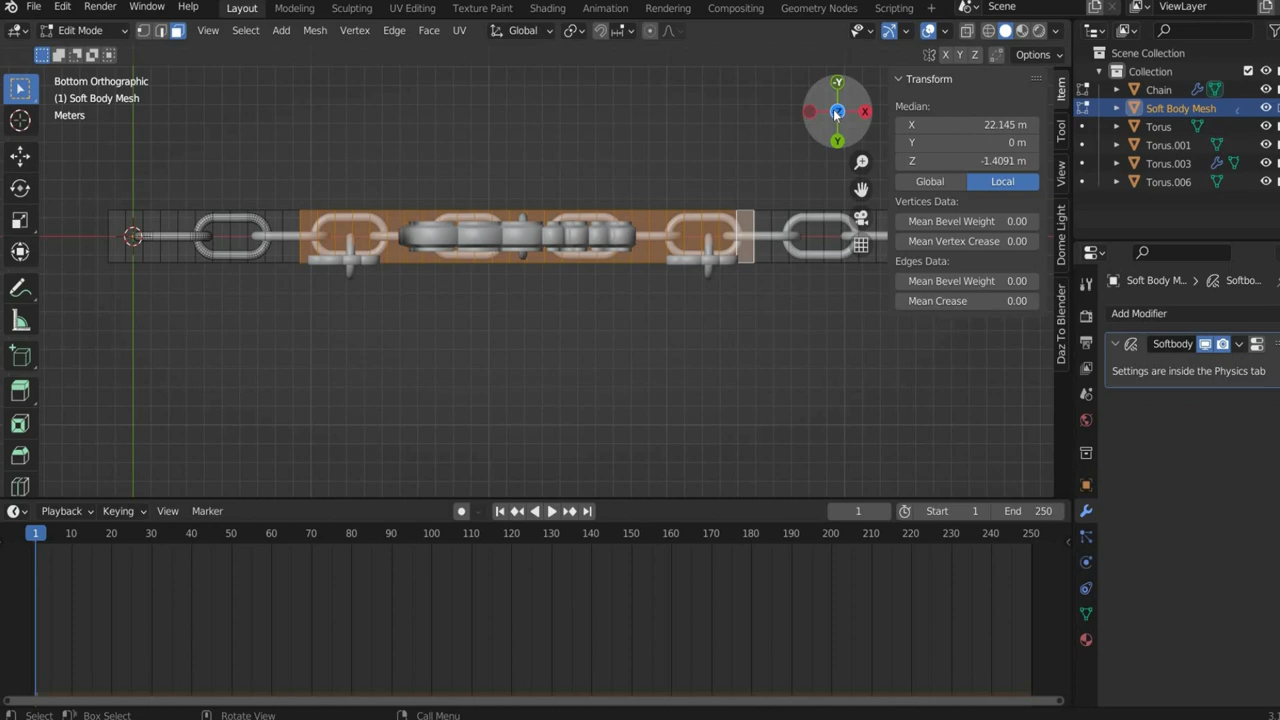 File Edit Render Window Help Layout Modeling Sculpting UV Editing Texture Paint Shading Animation Rendering Compositing Geometry Nodes Scripting + Scene ViewLayer
Edit Mode View Select Add Mesh Vertex Edge Face UV Global
X Y Z Options
Bottom Orthographic
(1) Soft Body Mesh
Meters
-Y
X
Z
Y
Transform
Median:
X 22.145 m
Y 0 m
Z -1.4091 m
Global Local
Vertices Data:
Mean Bevel Weight 0.00
Mean Vertex Crease 0.00
Edges Data:
Mean Bevel Weight 0.00
Mean Crease 0.00
Item
Tool
View
Dome Light
Daz To Blender
Scene Collection
Collection
Chain
Soft Body Mesh
Torus
Torus.001
Torus.003
Torus.006
Soft Body M... > Softbo...
Add Modifier
Softbody
Settings are inside the Physics tab
Playback Keying View Marker 1 Start 1 End 250
1 10 20 30 40 50 60 70 80 90 100 110 120 130 140 150 160 170 180 190 200 210 220 230 240 250
Select Box Select Rotate View Call Menu